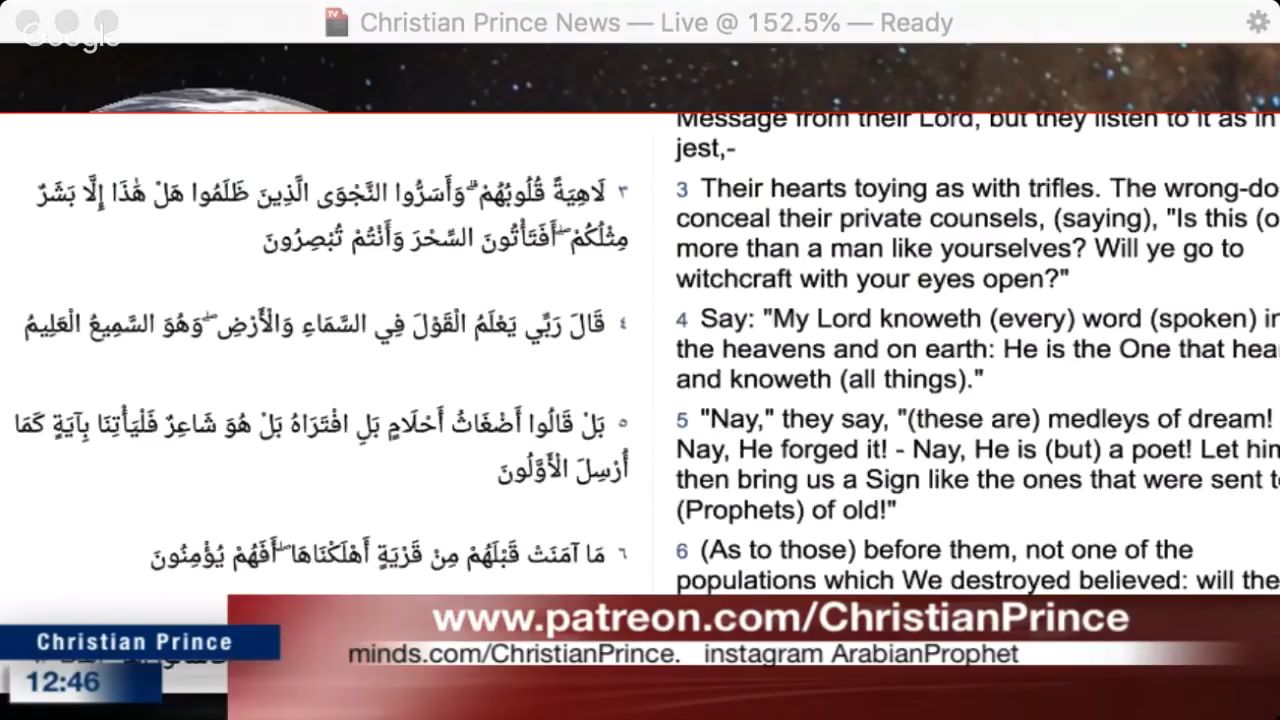 Christian Prince News — Live @ 152.5% — Ready
Google
٣ لَاهِيَةً قُلُوبُهُمْ ۗ وَأَسَرُّوا النَّجْوَى الَّذِينَ ظَلَمُوا هَلْ هَٰذَا إِلَّا بَشَرٌ
مِثْلُكُمْ ۖ أَفَتَأْتُونَ السِّحْرَ وَأَنْتُمْ تُبْصِرُونَ
٤ قَالَ رَبِّي يَعْلَمُ الْقَوْلَ فِي السَّمَاءِ وَالْأَرْضِ ۖ وَهُوَ السَّمِيعُ الْعَلِيمُ
٥ بَلْ قَالُوا أَضْغَاثُ أَحْلَامٍ بَلِ افْتَرَاهُ بَلْ هُوَ شَاعِرٌ فَلْيَأْتِنَا بِآيَةٍ كَمَا
أُرْسِلَ الْأَوَّلُونَ
٦ مَا آمَنَتْ قَبْلَهُمْ مِنْ قَرْيَةٍ أَهْلَكْنَاهَا ۖ أَفَهُمْ يُؤْمِنُونَ
Message from their Lord, but they listen to it as in
jest,-
3 Their hearts toying as with trifles. The wrong-do
conceal their private counsels, (saying), "Is this (o
more than a man like yourselves? Will ye go to
witchcraft with your eyes open?"
4 Say: "My Lord knoweth (every) word (spoken) in
the heavens and on earth: He is the One that hea
and knoweth (all things)."
5 "Nay," they say, "(these are) medleys of dream!
Nay, He forged it! - Nay, He is (but) a poet! Let him
then bring us a Sign like the ones that were sent t
(Prophets) of old!"
6 (As to those) before them, not one of the
populations which We destroyed believed: will the
www.patreon.com/ChristianPrince
Christian Prince
minds.com/ChristianPrince. instagram ArabianProphet
12:46